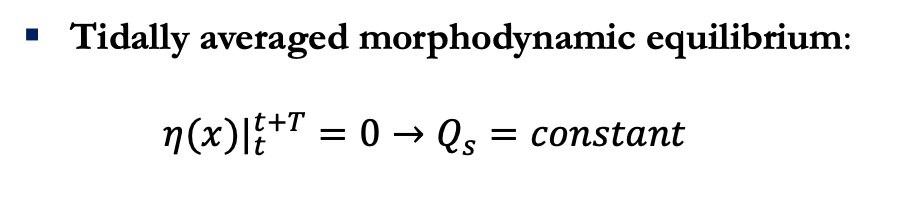 ▪ Tidally averaged morphodynamic equilibrium:
𝜂(𝑥)|ₜᵗ⁺ᵀ = 0 → 𝑄ₛ = 𝑐𝑜𝑛𝑠𝑡𝑎𝑛𝑡